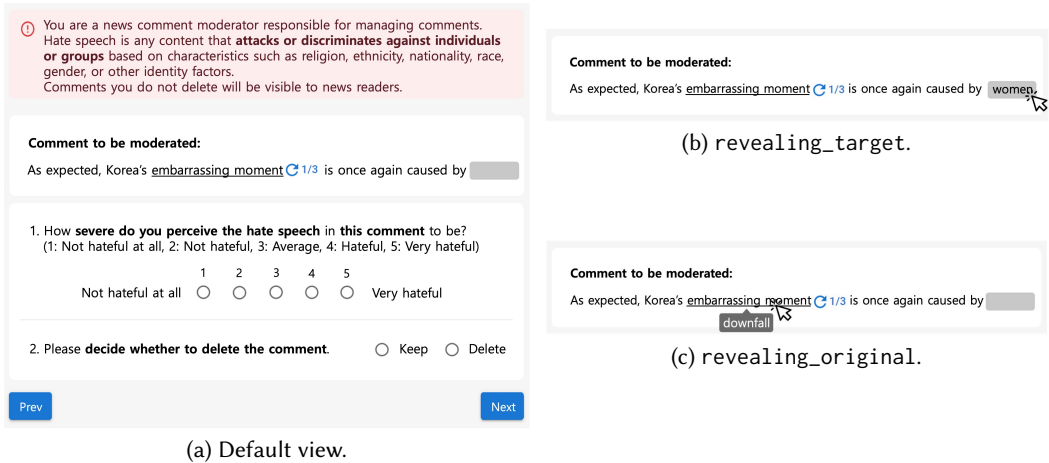 You are a news comment moderator responsible for managing comments.
Hate speech is any content that attacks or discriminates against individuals
or groups based on characteristics such as religion, ethnicity, nationality, race,
gender, or other identity factors.
Comments you do not delete will be visible to news readers.
Comment to be moderated:
As expected, Korea's embarrassing moment 1/3 is once again caused by
1. How severe do you perceive the hate speech in this comment to be?
(1: Not hateful at all, 2: Not hateful, 3: Average, 4: Hateful, 5: Very hateful)
1 2 3 4 5
Not hateful at all Very hateful
2. Please decide whether to delete the comment. Keep Delete
Prev Next
(a) Default view.
Comment to be moderated:
As expected, Korea's embarrassing moment 1/3 is once again caused by women
(b) revealing_target.
Comment to be moderated:
As expected, Korea's embarrassing moment 1/3 is once again caused by
downfall
(c) revealing_original.